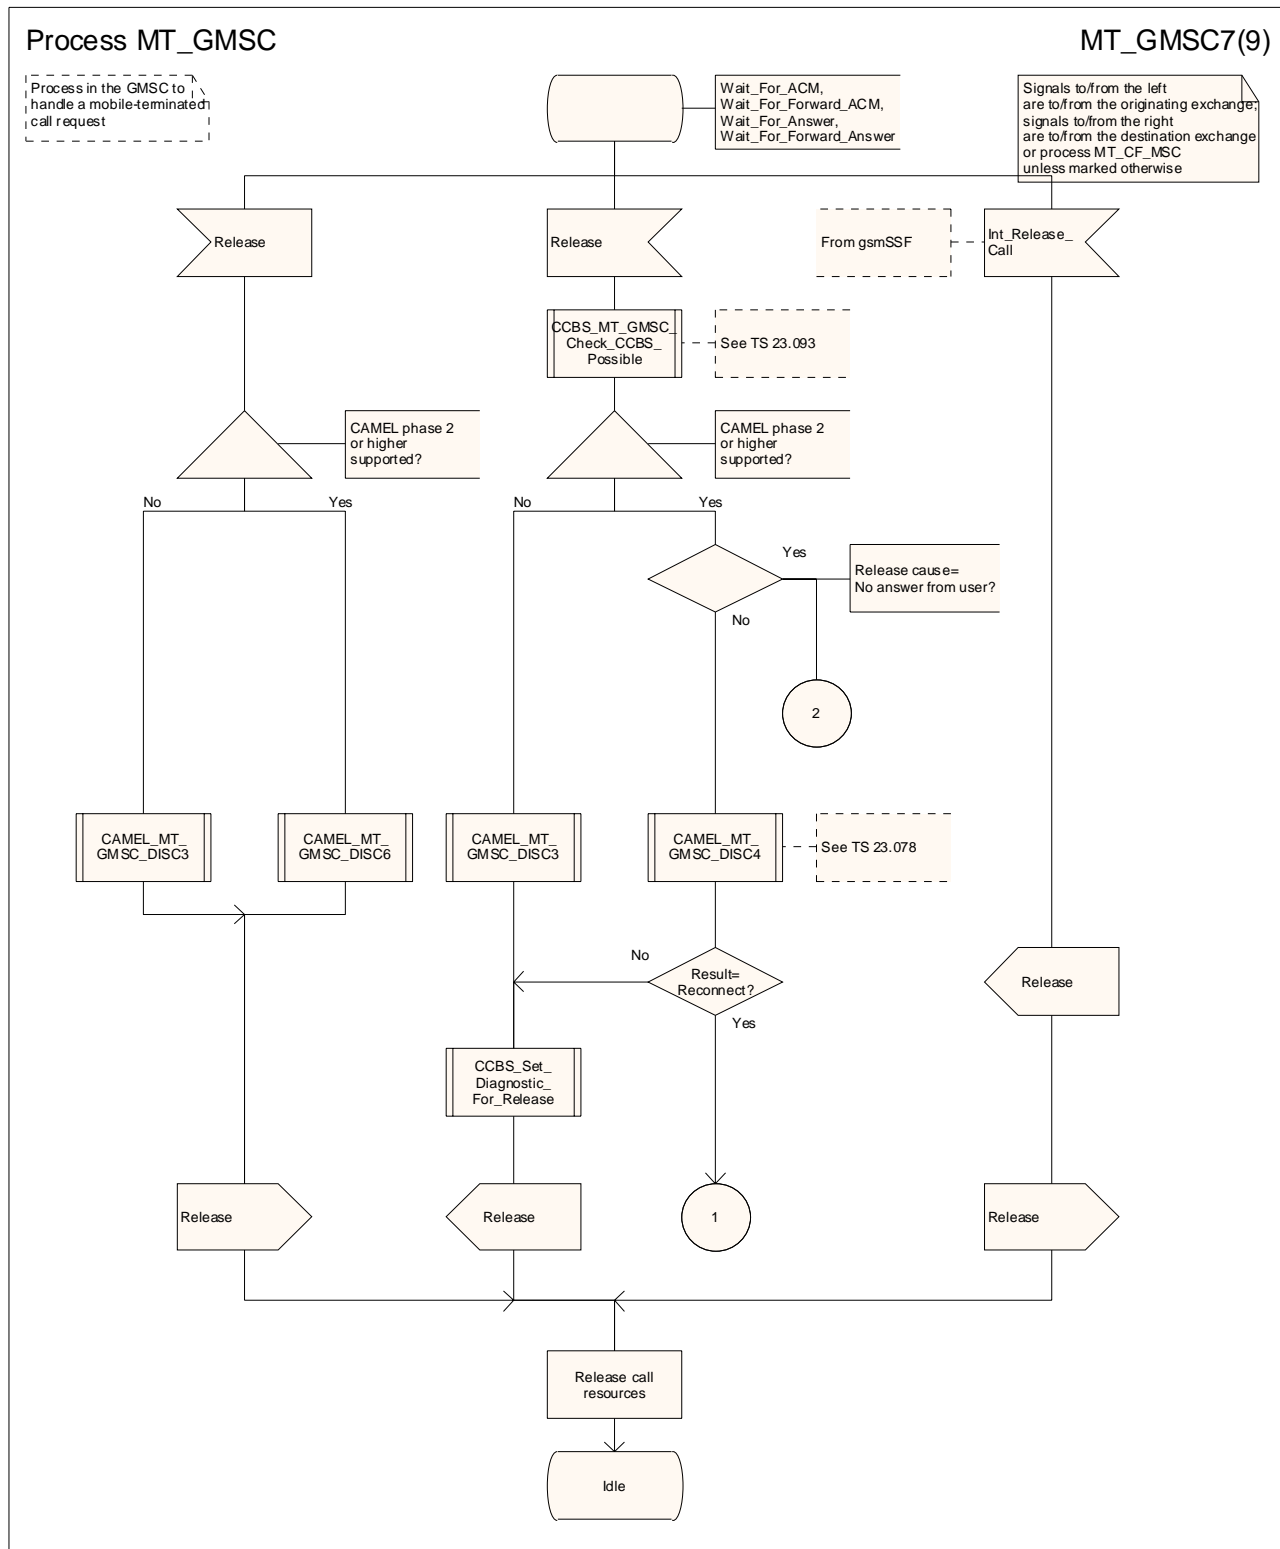 Process MT_GMSC
MT_GMSC7(9)
Process in the GMSC to
handle a mobile-terminated
call request
Wait_For_ACM,
Wait_For_Forward_ACM,
Wait_For_Answer,
Wait_For_Forward_Answer
Signals to/from the left
are to/from the originating exchange;
signals to/from the right
are to/from the destination exchange
or process MT_CF_MSC
unless marked otherwise
Release
Release
From gsmSSF
Int_Release_
Call
CCBS_MT_GMSC_
Check_CCBS_
Possible
See TS 23.093
CAMEL phase 2
or higher
supported?
CAMEL phase 2
or higher
supported?
No
Yes
No
Yes
Yes
Release cause=
No answer from user?
No
2
CAMEL_MT_
GMSC_DISC3
CAMEL_MT_
GMSC_DISC6
CAMEL_MT_
GMSC_DISC3
CAMEL_MT_
GMSC_DISC4
See TS 23.078
No
Result=
Reconnect?
Yes
Release
CCBS_Set_
Diagnostic_
For_Release
Release
Release
1
Release
Release call
resources
Idle